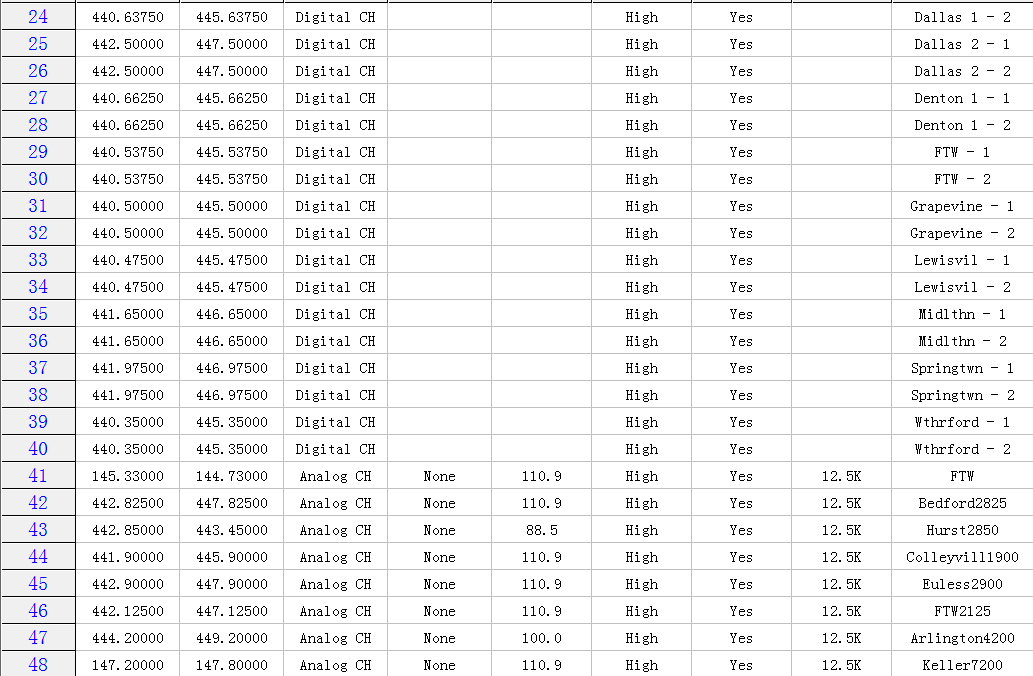 24 440.63750 445.63750 Digital CH High Yes Dallas 1 - 2
25 442.50000 447.50000 Digital CH High Yes Dallas 2 - 1
26 442.50000 447.50000 Digital CH High Yes Dallas 2 - 2
27 440.66250 445.66250 Digital CH High Yes Denton 1 - 1
28 440.66250 445.66250 Digital CH High Yes Denton 1 - 2
29 440.53750 445.53750 Digital CH High Yes FTW - 1
30 440.53750 445.53750 Digital CH High Yes FTW - 2
31 440.50000 445.50000 Digital CH High Yes Grapevine - 1
32 440.50000 445.50000 Digital CH High Yes Grapevine - 2
33 440.47500 445.47500 Digital CH High Yes Lewisvil - 1
34 440.47500 445.47500 Digital CH High Yes Lewisvil - 2
35 441.65000 446.65000 Digital CH High Yes Midlthn - 1
36 441.65000 446.65000 Digital CH High Yes Midlthn - 2
37 441.97500 446.97500 Digital CH High Yes Springtwn - 1
38 441.97500 446.97500 Digital CH High Yes Springtwn - 2
39 440.35000 445.35000 Digital CH High Yes Wthrford - 1
40 440.35000 445.35000 Digital CH High Yes Wthrford - 2
41 145.33000 144.73000 Analog CH None 110.9 High Yes 12.5K FTW
42 442.82500 447.82500 Analog CH None 110.9 High Yes 12.5K Bedford2825
43 442.85000 443.45000 Analog CH None 88.5 High Yes 12.5K Hurst2850
44 441.90000 445.90000 Analog CH None 110.9 High Yes 12.5K Colleyvill1900
45 442.90000 447.90000 Analog CH None 110.9 High Yes 12.5K Euless2900
46 442.12500 447.12500 Analog CH None 110.9 High Yes 12.5K FTW2125
47 444.20000 449.20000 Analog CH None 100.0 High Yes 12.5K Arlington4200
48 147.20000 147.80000 Analog CH None 110.9 High Yes 12.5K Keller7200